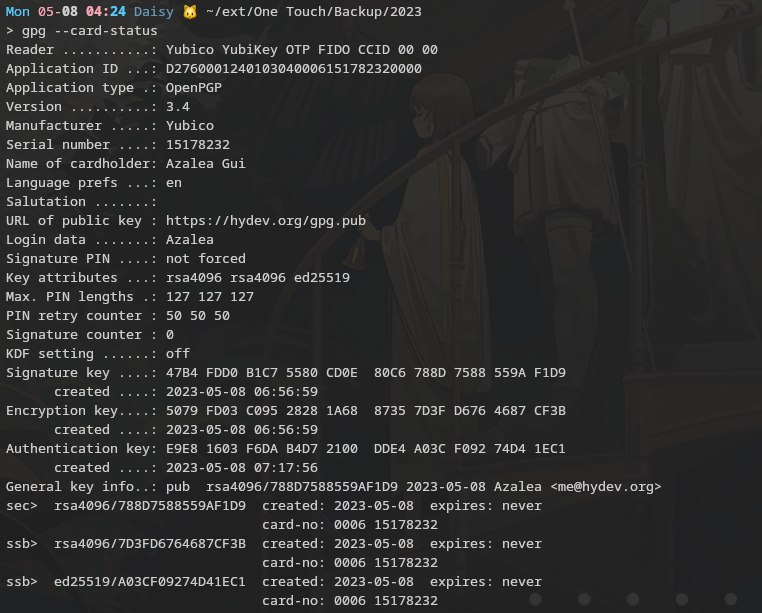 Mon 05-08 04:24 Daisy 🐱 ~/ext/One Touch/Backup/2023
> gpg --card-status
Reader ...........: Yubico YubiKey OTP FIDO CCID 00 00
Application ID ...: D2760001240103040006151782320000
Application type .: OpenPGP
Version ..........: 3.4
Manufacturer .....: Yubico
Serial number ....: 15178232
Name of cardholder: Azalea Gui
Language prefs ...: en
Salutation .......:
URL of public key : https://hydev.org/gpg.pub
Login data .......: Azalea
Signature PIN ....: not forced
Key attributes ...: rsa4096 rsa4096 ed25519
Max. PIN lengths .: 127 127 127
PIN retry counter : 50 50 50
Signature counter : 0
KDF setting ......: off
Signature key ....: 47B4 FDD0 B1C7 5580 CD0E  80C6 788D 7588 559A F1D9
      created ....: 2023-05-08 06:56:59
Encryption key....: 5079 FD03 C095 2828 1A68  8735 7D3F D676 4687 CF3B
      created ....: 2023-05-08 06:56:59
Authentication key: E9E8 1603 F6DA B4D7 2100  DDE4 A03C F092 74D4 1EC1
      created ....: 2023-05-08 07:17:56
General key info..: pub  rsa4096/788D7588559AF1D9 2023-05-08 Azalea <me@hydev.org>
sec>  rsa4096/788D7588559AF1D9  created: 2023-05-08  expires: never
                                card-no: 0006 15178232
ssb>  rsa4096/7D3FD6764687CF3B  created: 2023-05-08  expires: never
                                card-no: 0006 15178232
ssb>  ed25519/A03CF09274D41EC1  created: 2023-05-08  expires: never
                                card-no: 0006 15178232